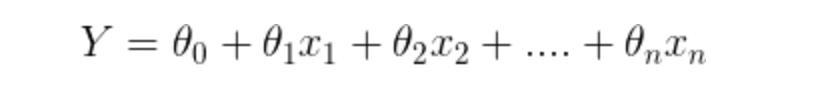 Y = θ₀ + θ₁x₁ + θ₂x₂ + .... + θₙxₙ